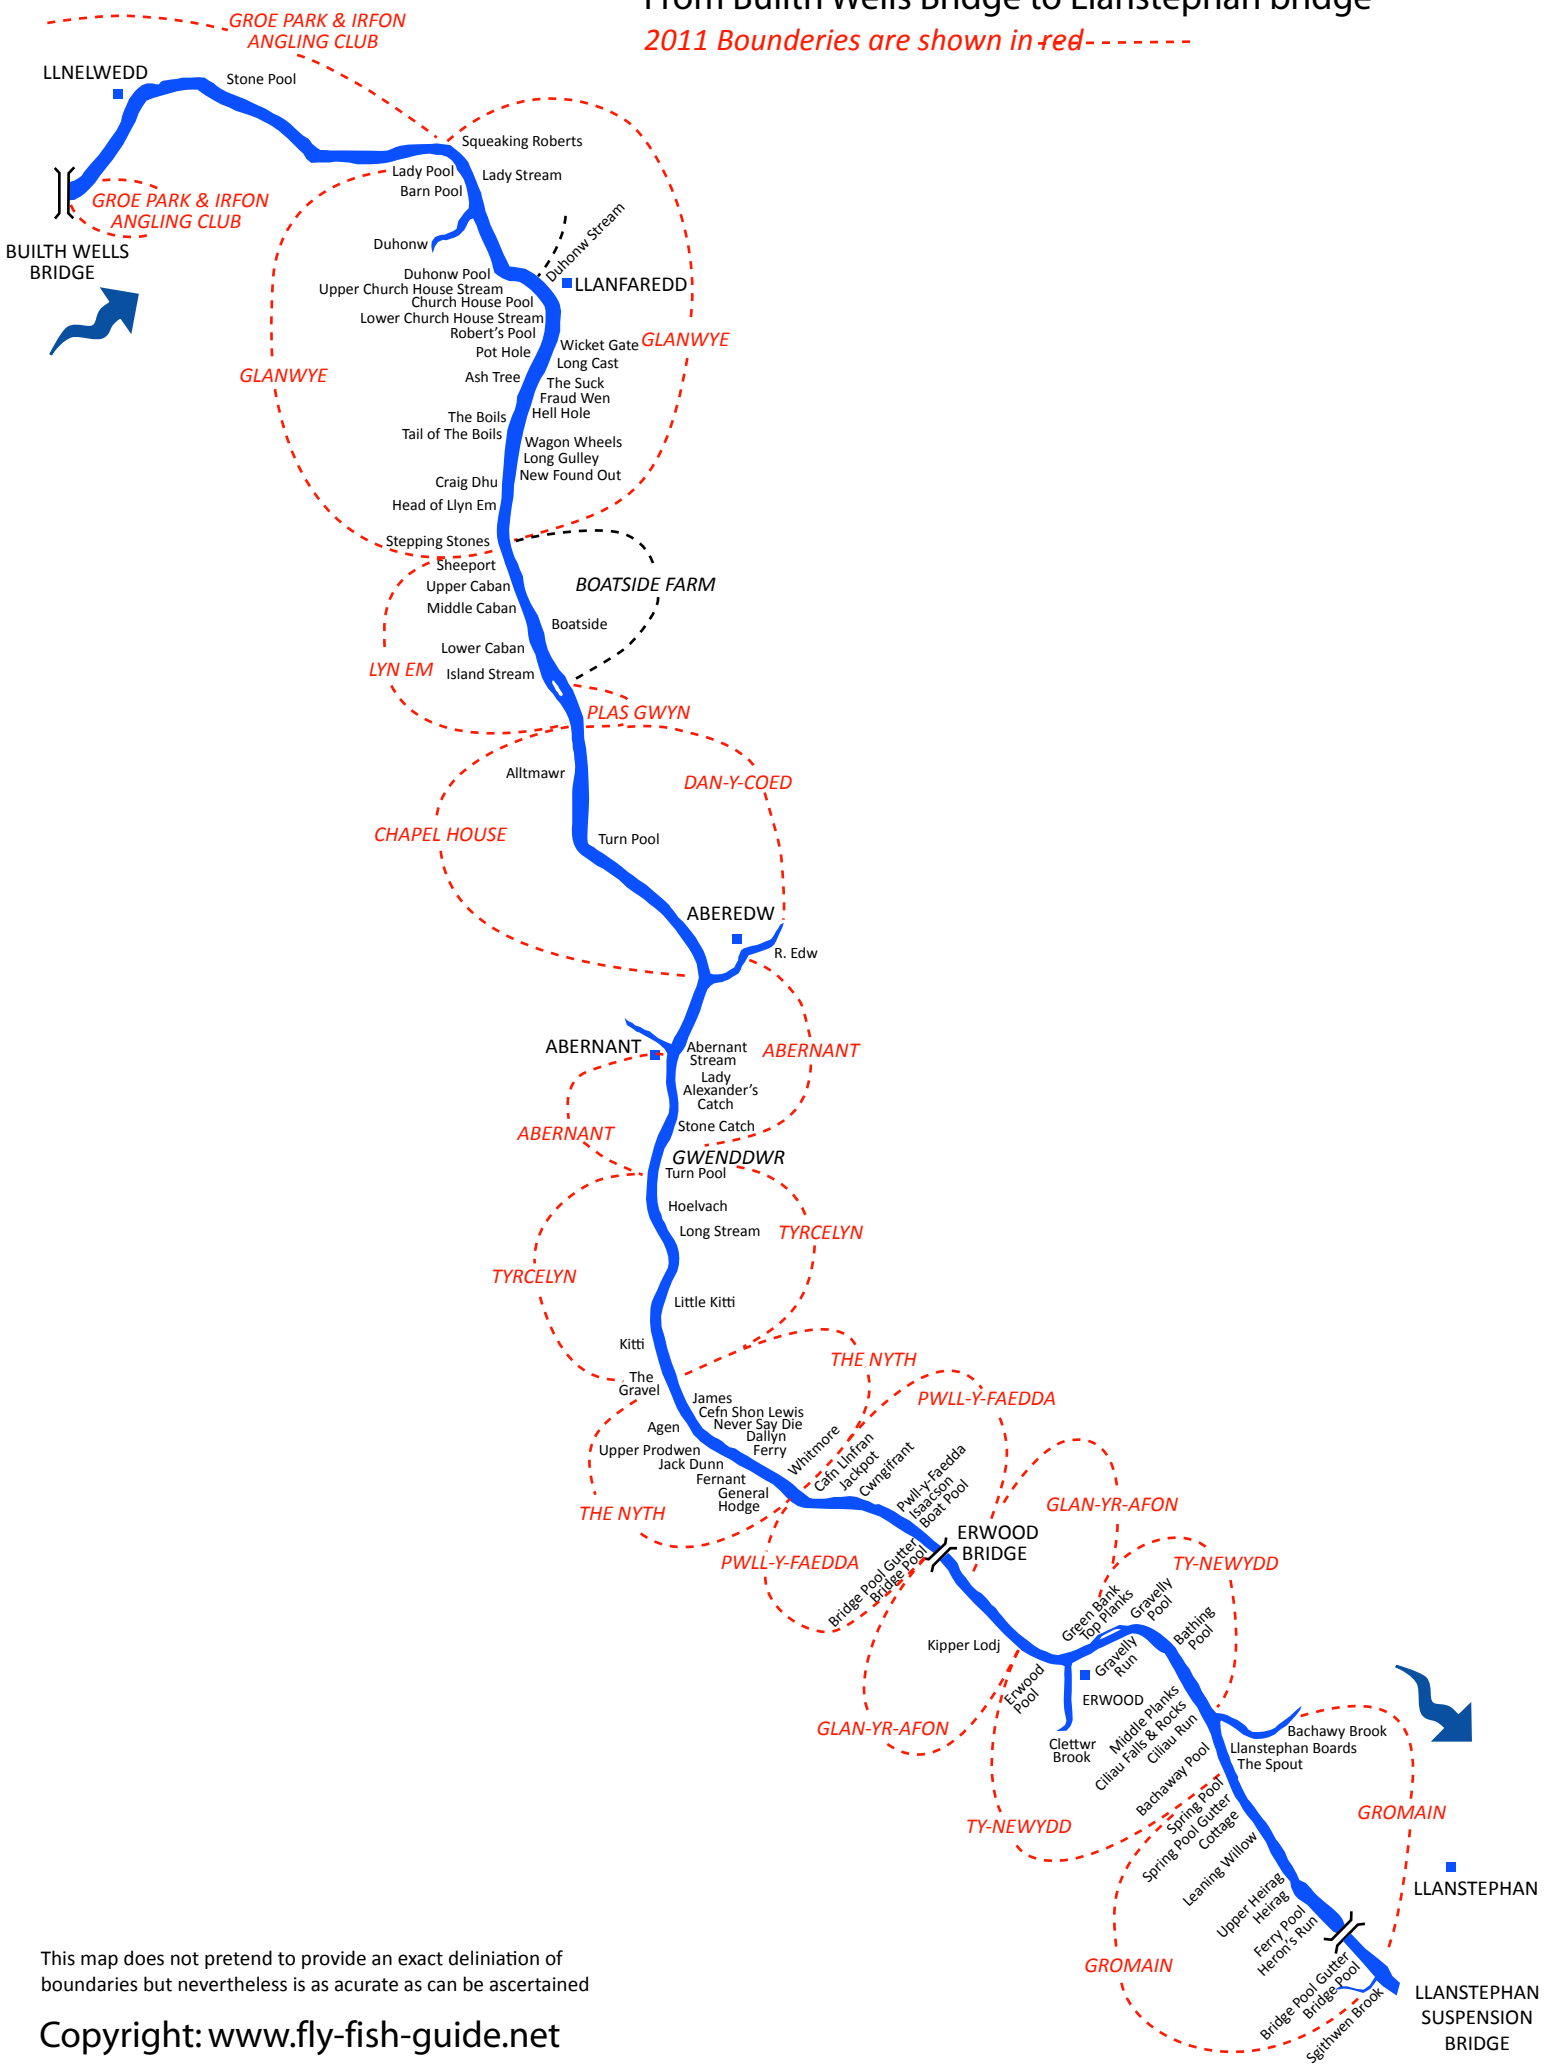 From Builth Wells Bridge to Llanstephan bridge
2011 Bounderies are shown in red
GROE PARK & IRFON
ANGLING CLUB
LLNELWEDD
Stone Pool
Squeaking Roberts
Lady Pool
Lady Stream
Barn Pool
GROE PARK & IRFON
ANGLING CLUB
BUILTH WELLS
BRIDGE
Duhonw
Duhonw Stream
Duhonw Pool
LLANFAREDD
Upper Church House Stream
Church House Pool
Lower Church House Stream
Robert's Pool
Wicket Gate
GLANWYE
Pot Hole
Long Cast
GLANWYE
Ash Tree
The Suck
Fraud Wen
Hell Hole
The Boils
Tail of The Boils
Wagon Wheels
Long Gulley
New Found Out
Craig Dhu
Head of Llyn Em
Stepping Stones
Sheeport
Upper Caban
BOATSIDE FARM
Middle Caban
Boatside
Lower Caban
LYN EM
Island Stream
PLAS GWYN
Alltmawr
DAN-Y-COED
CHAPEL HOUSE
Turn Pool
ABEREDW
R. Edw
ABERNANT
Abernant
Stream
ABERNANT
Lady
Alexander's
Catch
Stone Catch
ABERNANT
GWENDDWR
Turn Pool
Hoelvach
Long Stream
TYRCELYN
TYRCELYN
Little Kitti
Kitti
THE NYTH
The
Gravel
James
Cefn Shon Lewis
Never Say Die
Dallyn
Ferry
Agen
Upper Prodwen
Jack Dunn
Fernant
General
Hodge
THE NYTH
Whitmore
PWLL-Y-FAEDDA
Cafn Llnfran
Jackpot
Cwngifrant
Pwll-y-Faedda
Isaacson
Boat Pool
PWLL-Y-FAEDDA
Bridge Pool Gutter
Bridge Pool
ERWOOD
BRIDGE
GLAN-YR-AFON
TY-NEWYDD
Green Bank
Top Planks
Gravelly
Pool
Bathing
Pool
Kipper Lodj
Gravelly
Run
Erwood
Pool
ERWOOD
GLAN-YR-AFON
Clettwr
Brook
Middle Planks
Ciliau Falls & Rocks
Ciliau Run
Bachaway Pool
Bachawy Brook
Llanstephan Boards
The Spout
TY-NEWYDD
Spring Pool
Spring Pool Gutter
Cottage
Leaning Willow
GROMAIN
LLANSTEPHAN
Upper Heirag
Heirag
Ferry Pool
Heron's Run
GROMAIN
Bridge Pool Gutter
Bridge Pool
Sgithwen Brook
LLANSTEPHAN
SUSPENSION
BRIDGE
This map does not pretend to provide an exact deliniation of
boundaries but nevertheless is as acurate as can be ascertained
Copyright: www.fly-fish-guide.net